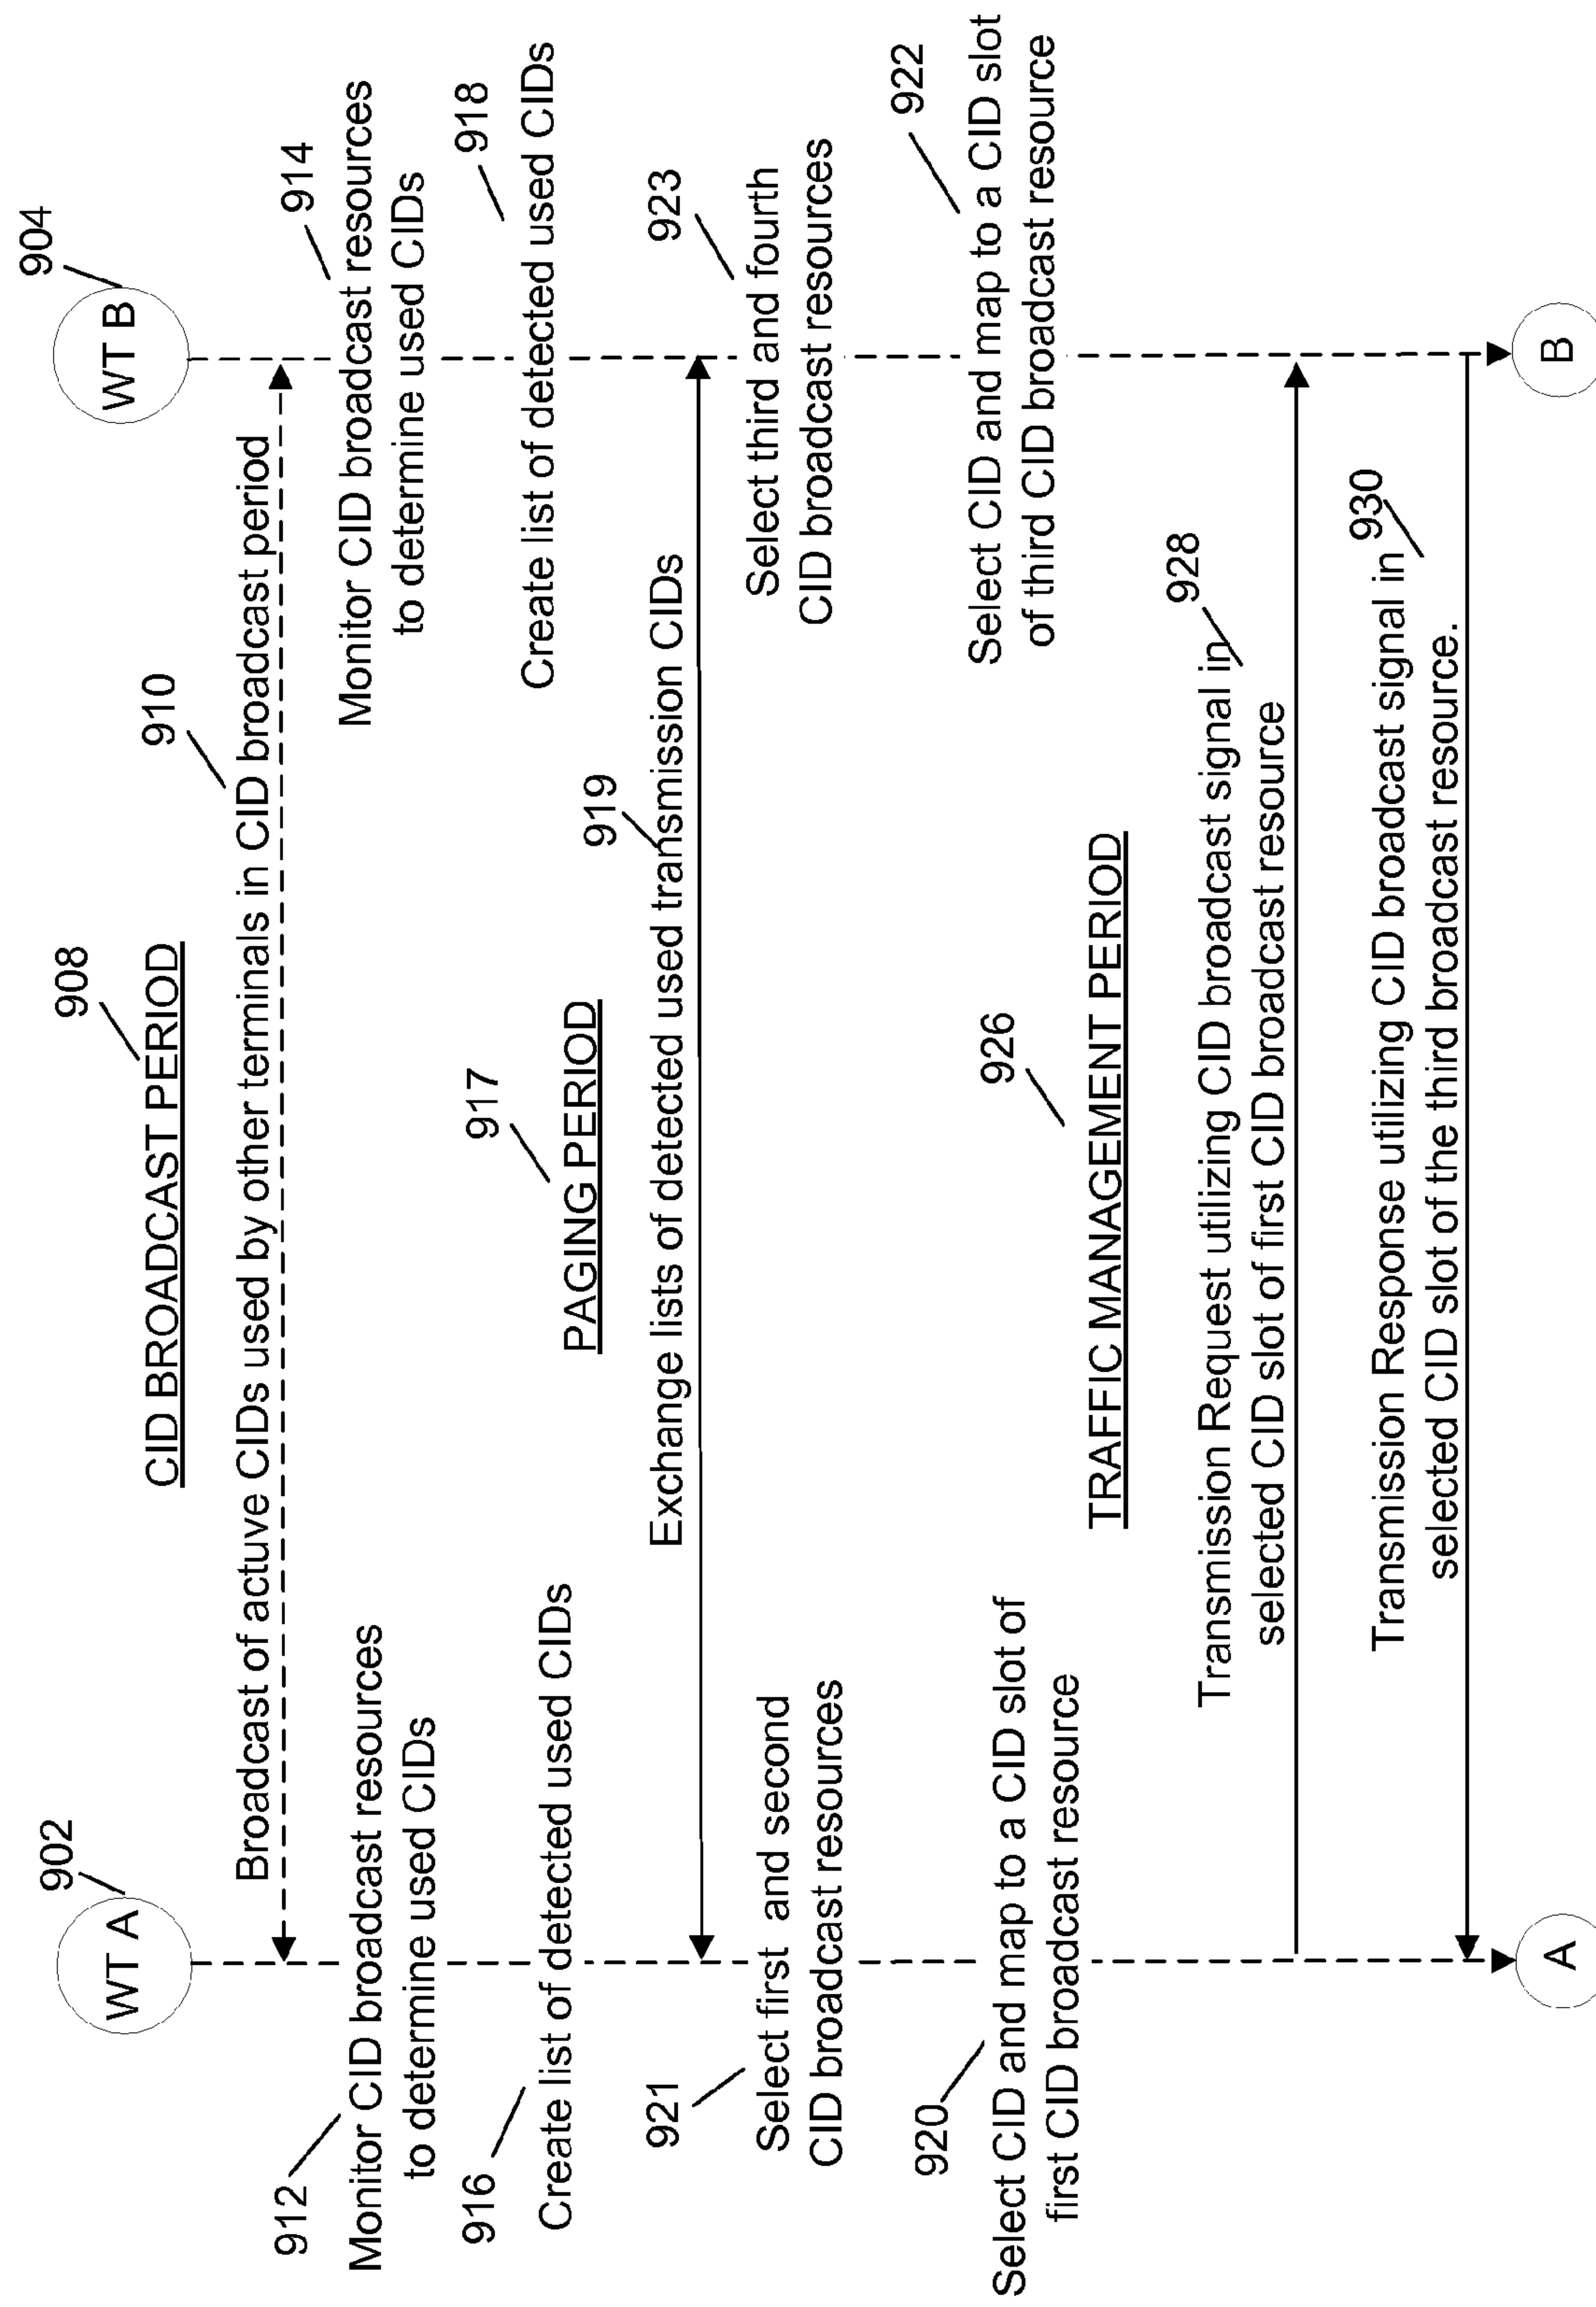 902
WT A
904
WT B
908
CID BROADCAST PERIOD
910
Broadcast of actuve CIDs used by other terminals in CID broadcast period
912
Monitor CID broadcast resources
to determine used CIDs
914
Monitor CID broadcast resources
to determine used CIDs
916
Create list of detected used CIDs
918
Create list of detected used CIDs
917
PAGING PERIOD
919
Exchange lists of detected used transmission CIDs
921
Select first and second
CID broadcast resources
923
Select third and fourth
CID broadcast resources
920
Select CID and map to a CID slot of
first CID broadcast resource
922
Select CID and map to a CID slot
of third CID broadcast resource
926
TRAFFIC MANAGEMENT PERIOD
928
Transmission Request utilizing CID broadcast signal in
selected CID slot of first CID broadcast resource
930
Transmission Response utilizing CID broadcast signal in
selected CID slot of the third broadcast resource.
A
B